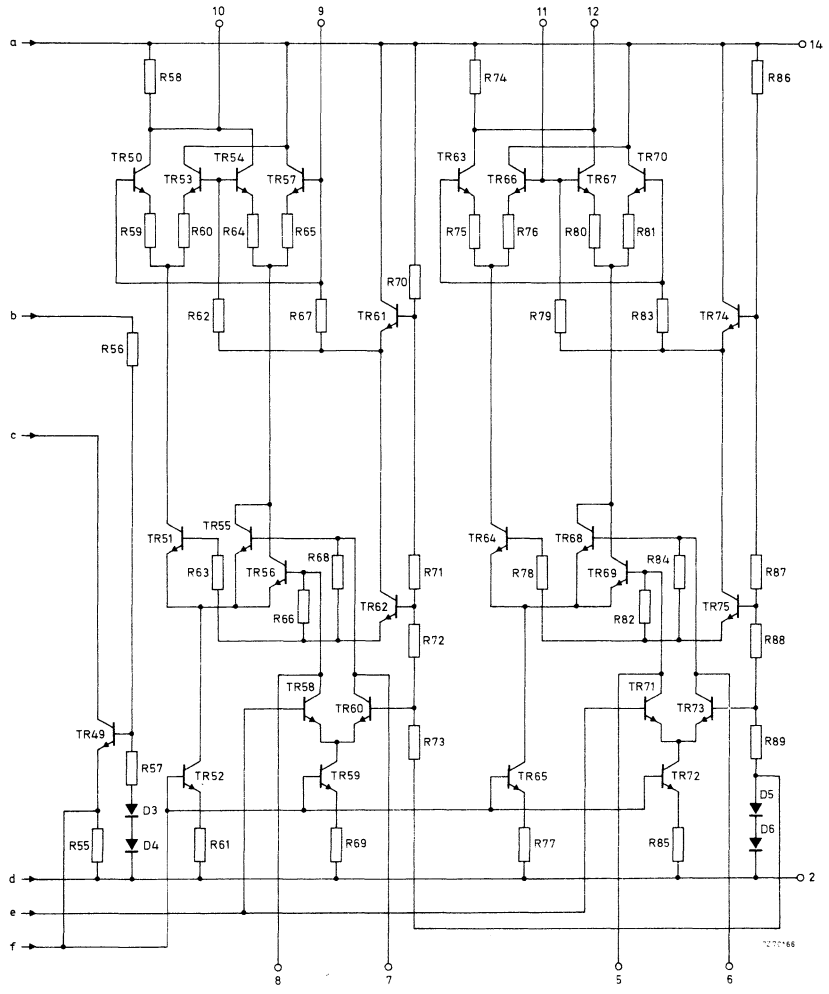 10 9 11 12
a 14
R58 R74 R86
TR50 TR53 TR54 TR57 TR63 TR66 TR67 TR70
R59 R60 R64 R65 R75 R76 R80 R81
R70
b R62 R67 TR61 R79 R83 TR74
R56
c
TR51 TR55 TR64 TR68
R63 TR56 R68 R71 R78 TR69 R84 R87
R66 TR62 R82 TR75
R72 R88
TR58 TR60 TR71 TR73
TR49 R73 R89
R57 TR52 TR59 TR65 TR72
D3 D5
R55 D4 R61 R69 R77 R85 D6
d 2
e
f
8 7 5 6